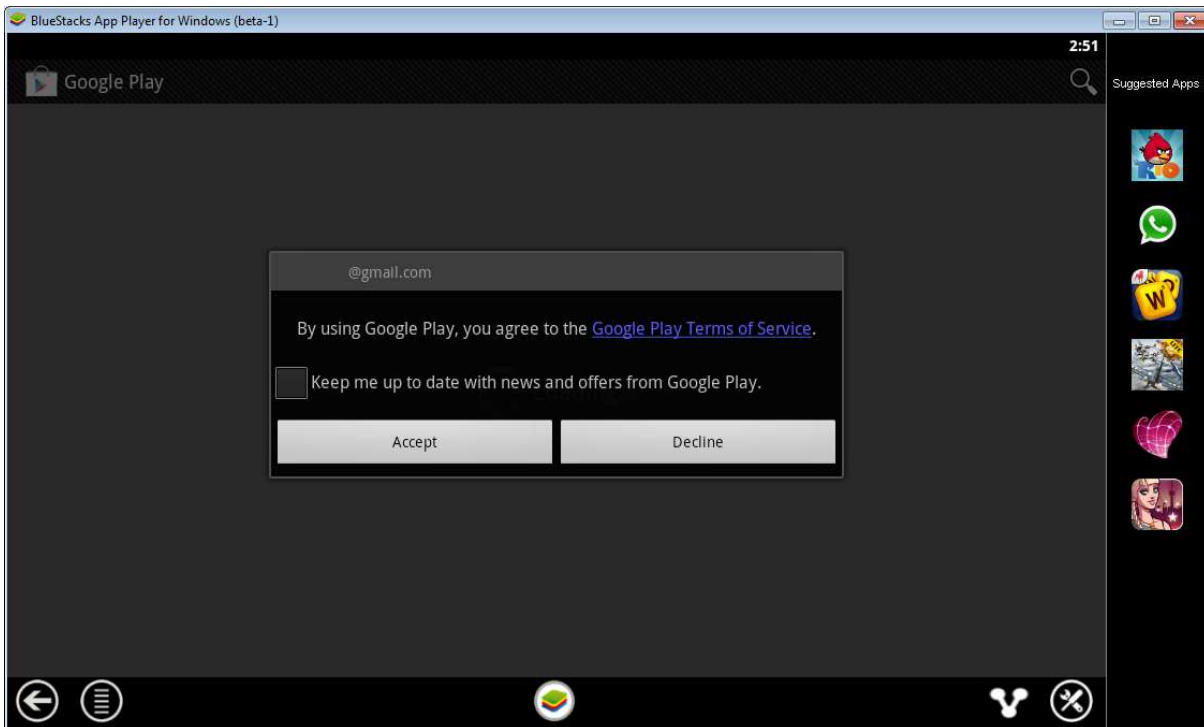 BlueStacks App Player for Windows (beta-1)
2:51
Google Play
Suggested Apps
RIO
W
@gmail.com
By using Google Play, you agree to the Google Play Terms of Service.
Keep me up to date with news and offers from Google Play.
Accept
Decline